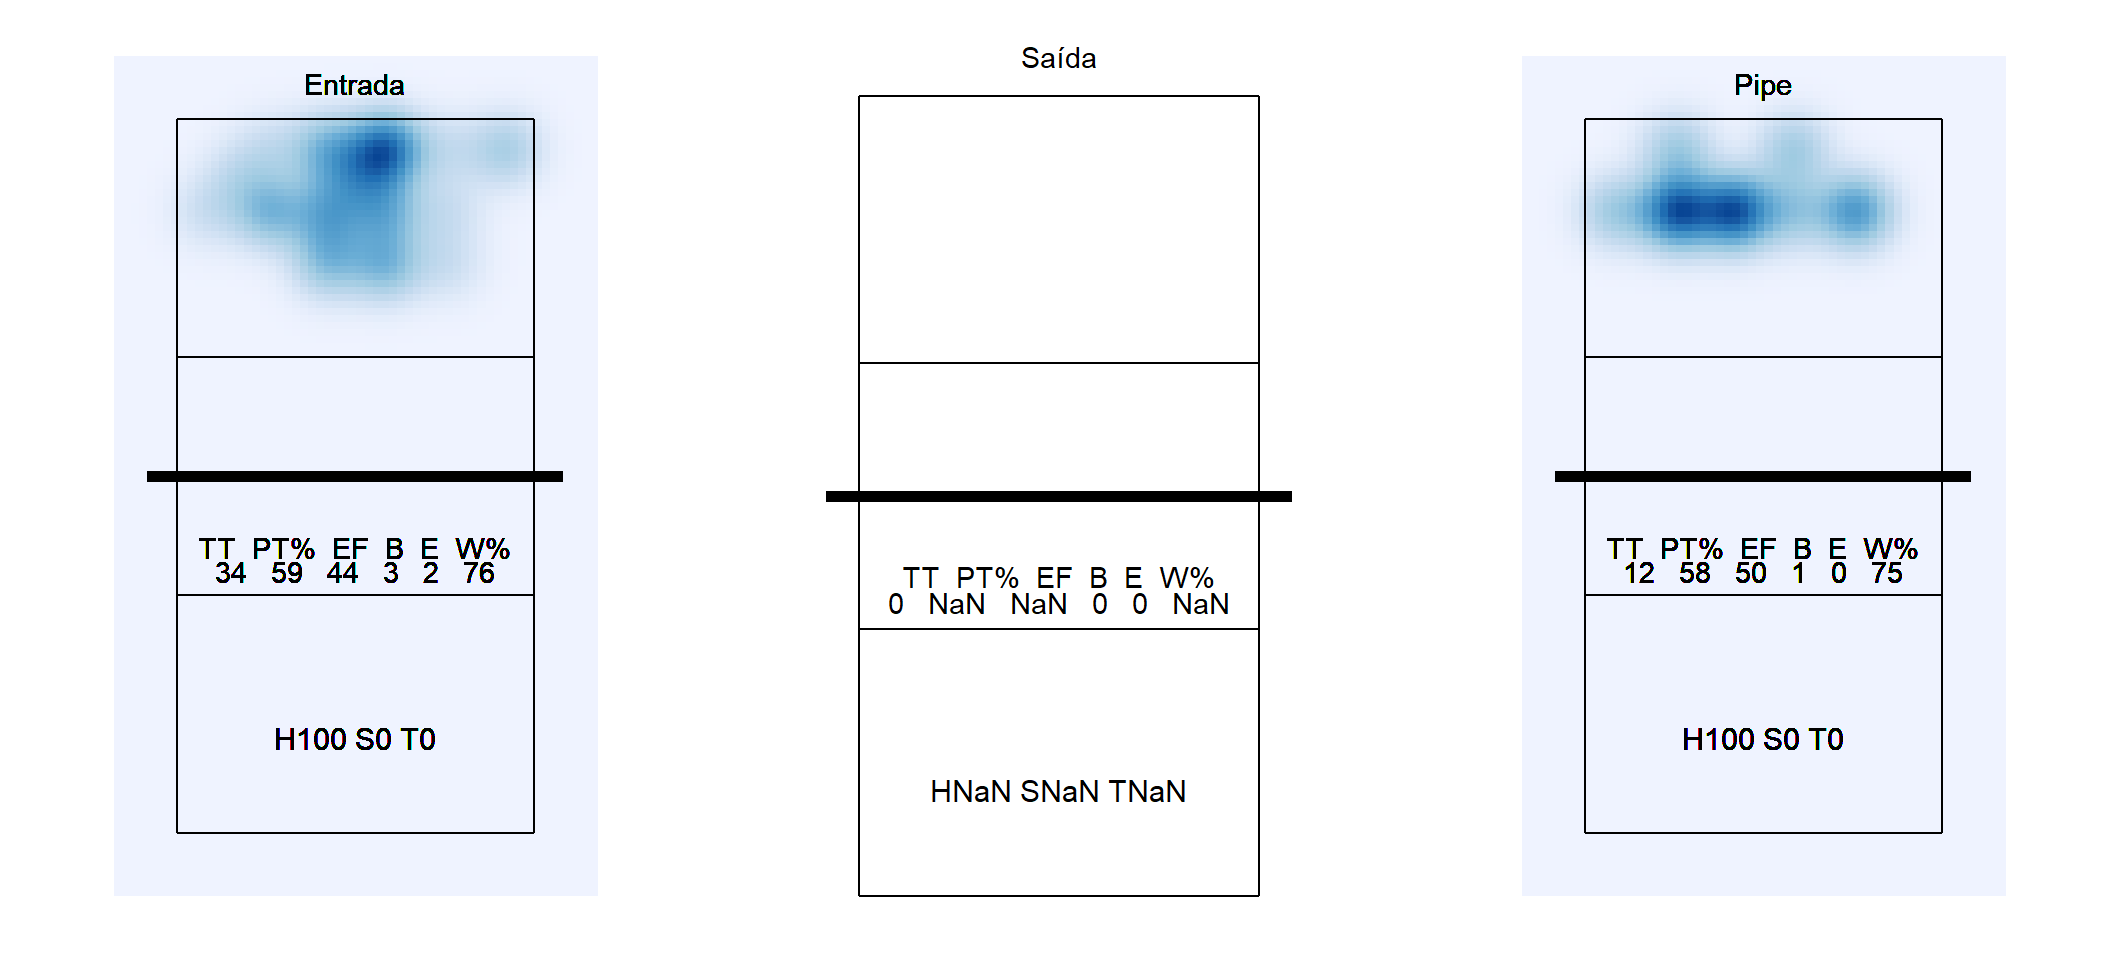 Entrada
TT PT% EF B E W%
34 59 44 3 2 76
H100 S0 T0
Saída
TT PT% EF B E W%
0 NaN NaN 0 0 NaN
HNaN SNaN TNaN
Pipe
TT PT% EF B E W%
12 58 50 1 0 75
H100 S0 T0